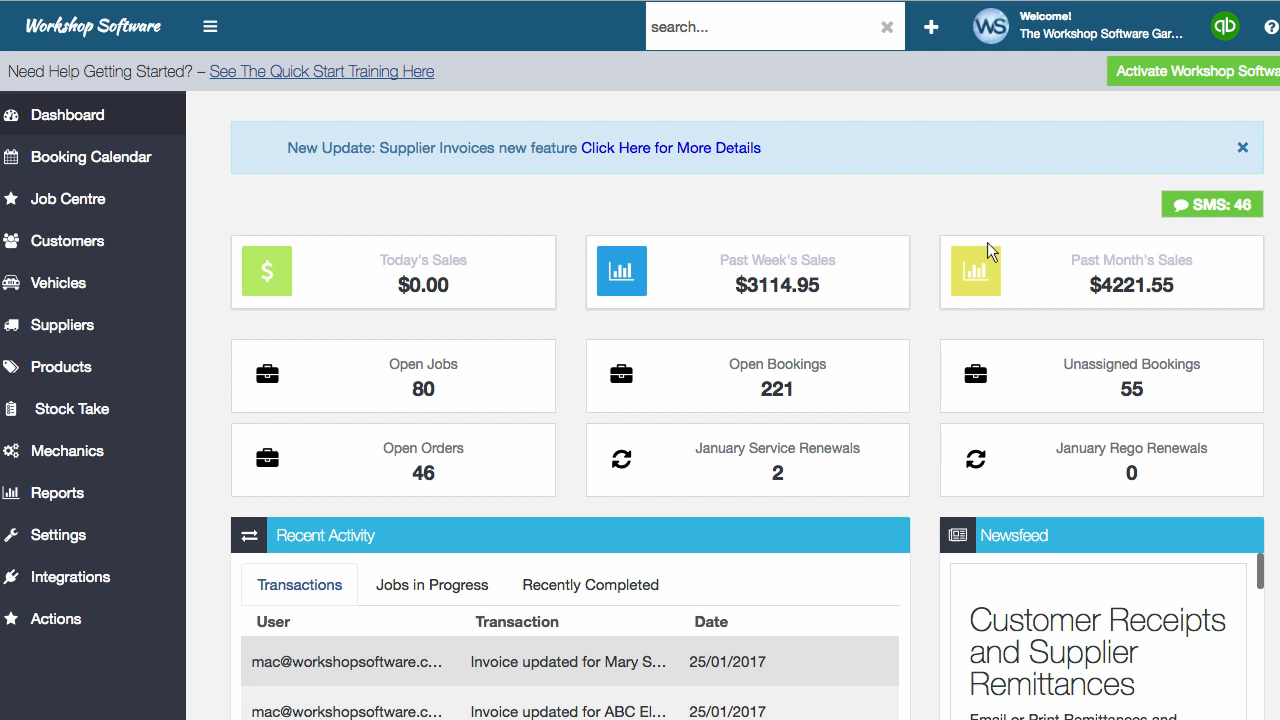 Workshop Software
search...
Welcome!
The Workshop Software Gar...
qb
Need Help Getting Started? – See The Quick Start Training Here
Activate Workshop Softwa
Dashboard
Booking Calendar
Job Centre
Customers
Vehicles
Suppliers
Products
Stock Take
Mechanics
Reports
Settings
Integrations
Actions
New Update: Supplier Invoices new feature Click Here for More Details
SMS: 46
Today's Sales
$0.00
Past Week's Sales
$3114.95
Past Month's Sales
$4221.55
Open Jobs
80
Open Bookings
221
Unassigned Bookings
55
Open Orders
46
January Service Renewals
2
January Rego Renewals
0
Recent Activity
Transactions
Jobs in Progress
Recently Completed
User
Transaction
Date
mac@workshopsoftware.c...
Invoice updated for Mary S...
25/01/2017
mac@workshopsoftware.c...
Invoice updated for ABC El...
25/01/2017
Newsfeed
Customer Receipts
and Supplier
Remittances
Email or Print Remittances and